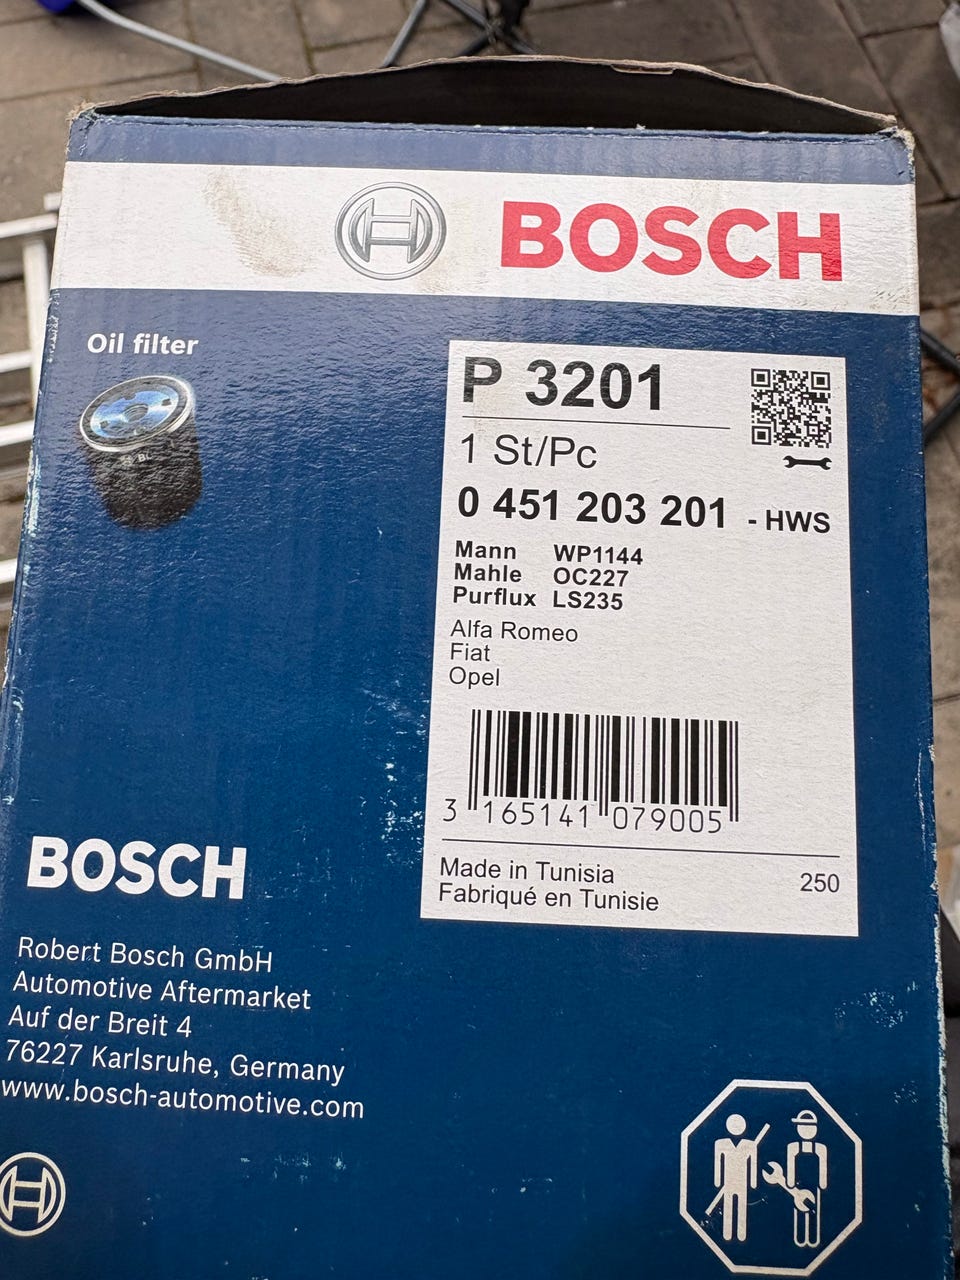 BOSCH
Oil filter
P 3201
1 St/Pc
0 451 203 201 - HWS
Mann WP1144
Mahle OC227
Purflux LS235
Alfa Romeo
Fiat
Opel
3 165141 079005
Made in Tunisia
Fabriqué en Tunisie
250
BOSCH
Robert Bosch GmbH
Automotive Aftermarket
Auf der Breit 4
76227 Karlsruhe, Germany
www.bosch-automotive.com